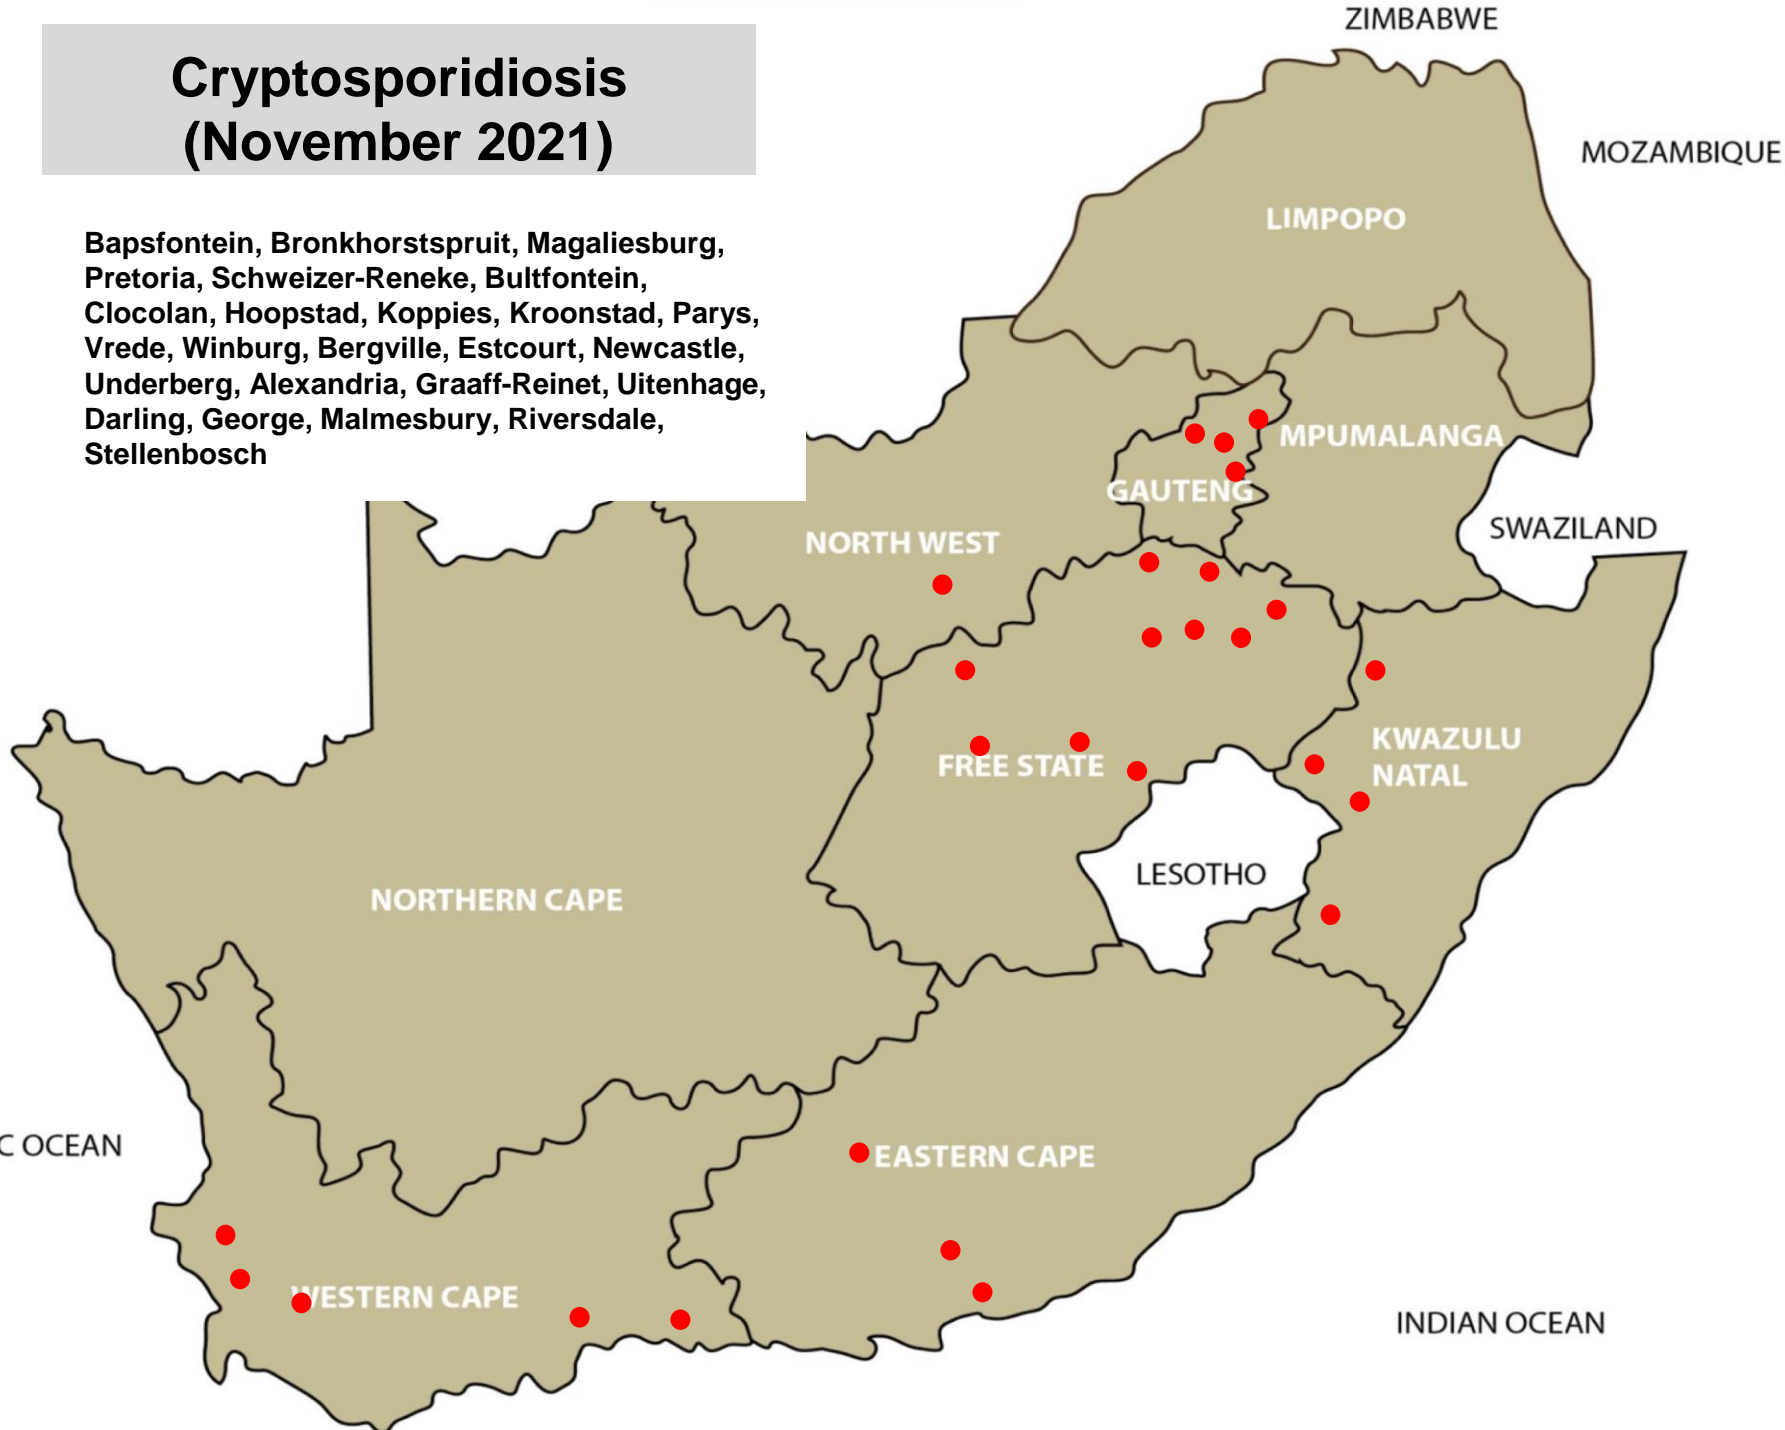 Cryptosporidiosis
(November 2021)
Bapsfontein, Bronkhorstspruit, Magaliesburg,
Pretoria, Schweizer-Reneke, Bultfontein,
Clocolan, Hoopstad, Koppies, Kroonstad, Parys,
Vrede, Winburg, Bergville, Estcourt, Newcastle,
Underberg, Alexandria, Graaff-Reinet, Uitenhage,
Darling, George, Malmesbury, Riversdale,
Stellenbosch
ZIMBABWE
MOZAMBIQUE
LIMPOPO
MPUMALANGA
GAUTENG
SWAZILAND
NORTH WEST
KWAZULU
NATAL
FREE STATE
LESOTHO
NORTHERN CAPE
C OCEAN
EASTERN CAPE
WESTERN CAPE
INDIAN OCEAN